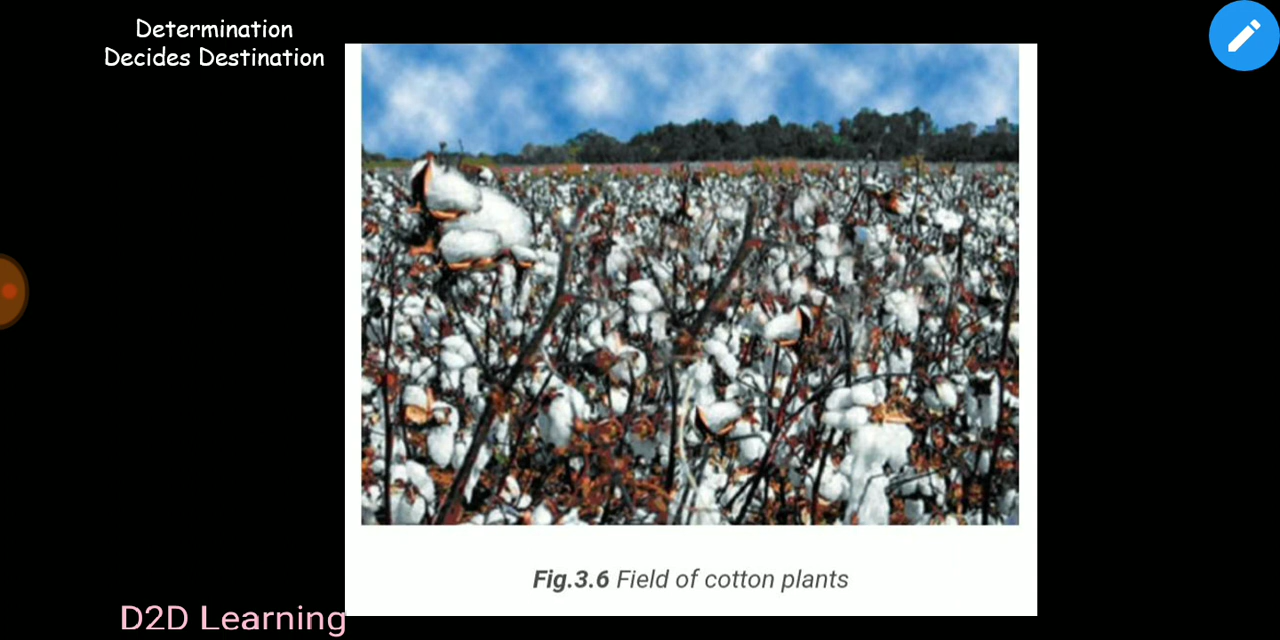 Determination
Decides Destination
Fig.3.6 Field of cotton plants
D2D Learning